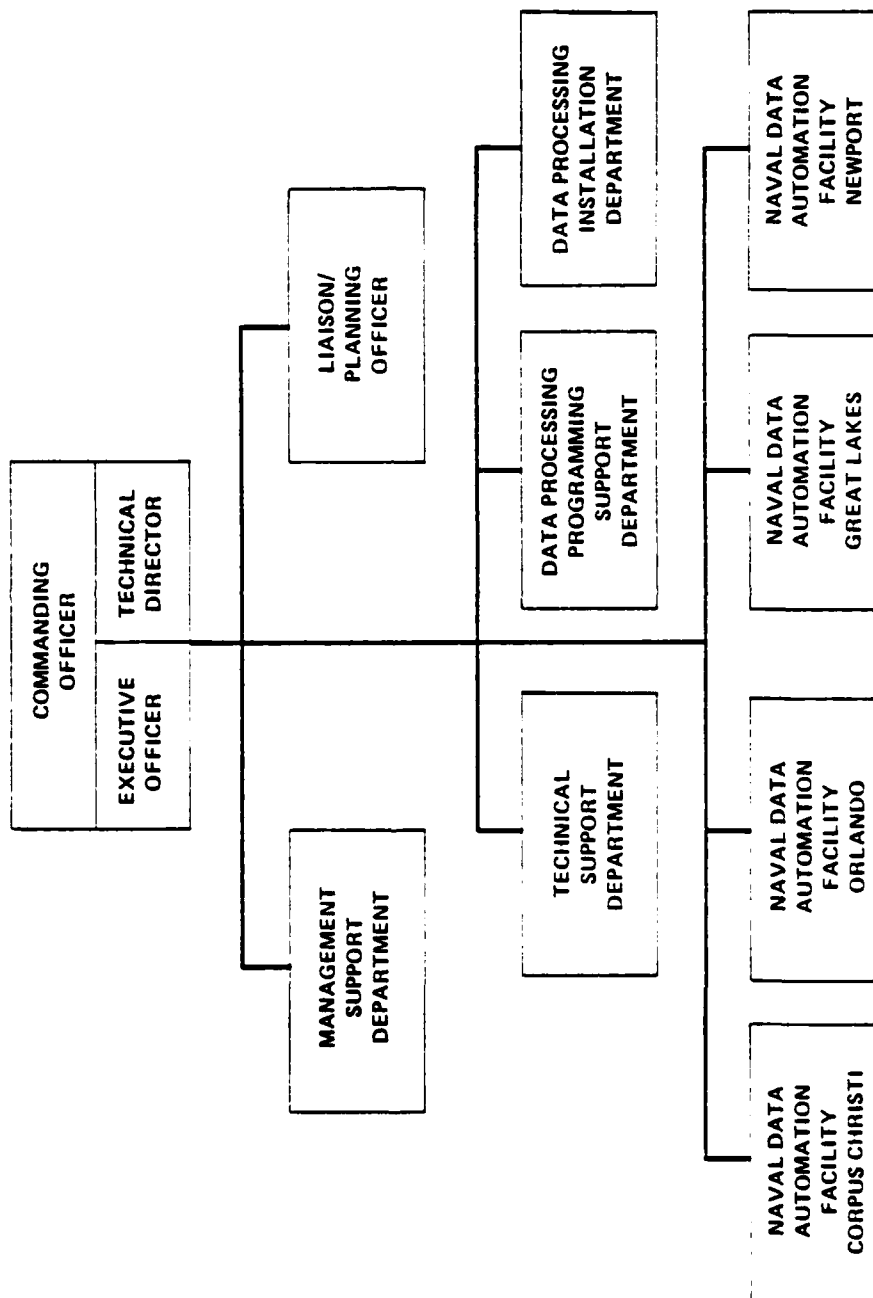 COMMANDING
OFFICER
EXECUTIVE
OFFICER
TECHNICAL
DIRECTOR
MANAGEMENT
SUPPORT
DEPARTMENT
LIAISON/
PLANNING
OFFICER
TECHNICAL
SUPPORT
DEPARTMENT
DATA PROCESSING
PROGRAMMING
SUPPORT
DEPARTMENT
DATA PROCESSING
INSTALLATION
DEPARTMENT
NAVAL DATA
AUTOMATION
FACILITY
CORPUS CHRISTI
NAVAL DATA
AUTOMATION
FACILITY
ORLANDO
NAVAL DATA
AUTOMATION
FACILITY
GREAT LAKES
NAVAL DATA
AUTOMATION
FACILITY
NEWPORT